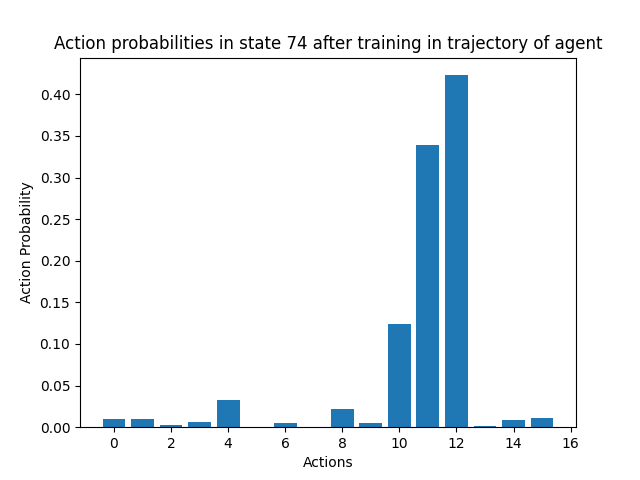 Action probabilities in state 74 after training in trajectory of agent
Action Probability
0.40
0.35
0.30
0.25
0.20
0.15
0.10
0.05
0.00
0 2 4 6 8 10 12 14 16
Actions